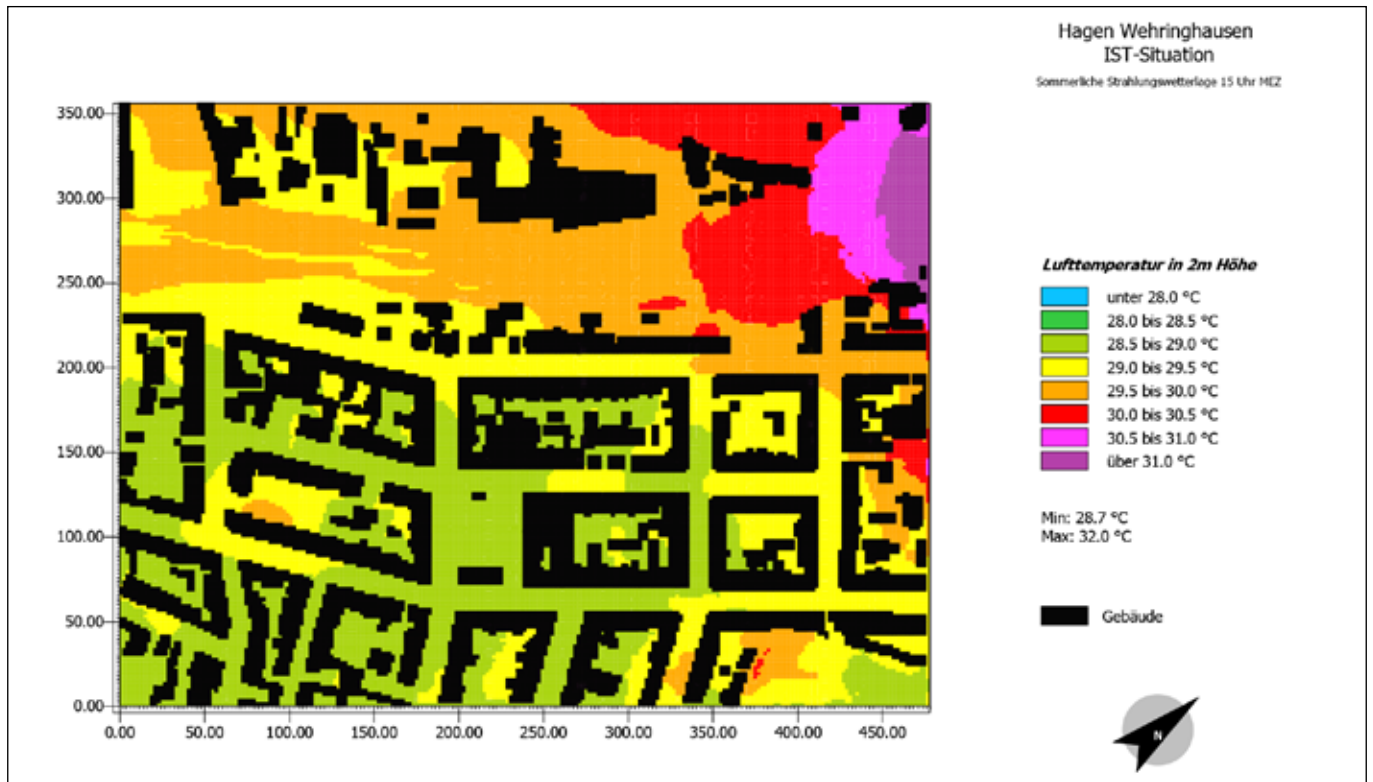 Hagen Wehringhausen
IST-Situation
Sommerliche Strahlungswetterlage 15 Uhr MEZ
350.00
300.00
250.00
200.00
150.00
100.00
50.00
0.00
0.00 50.00 100.00 150.00 200.00 250.00 300.00 350.00 400.00 450.00
Lufttemperatur in 2m Höhe
unter 28.0 °C
28.0 bis 28.5 °C
28.5 bis 29.0 °C
29.0 bis 29.5 °C
29.5 bis 30.0 °C
30.0 bis 30.5 °C
30.5 bis 31.0 °C
über 31.0 °C
Min: 28.7 °C
Max: 32.0 °C
Gebäude
N